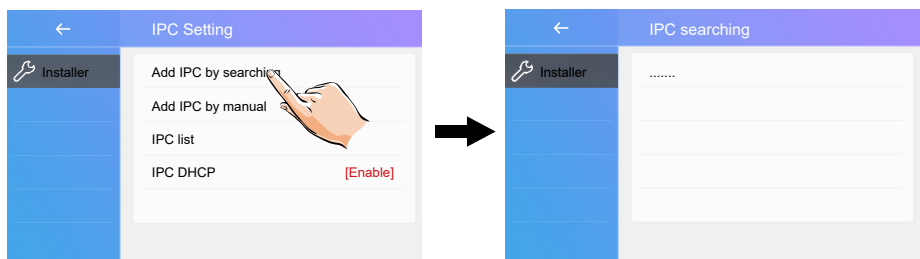 IPC Setting
Installer
Add IPC by searching
Add IPC by manual
IPC list
IPC DHCP [Enable]
IPC searching
Installer
.......